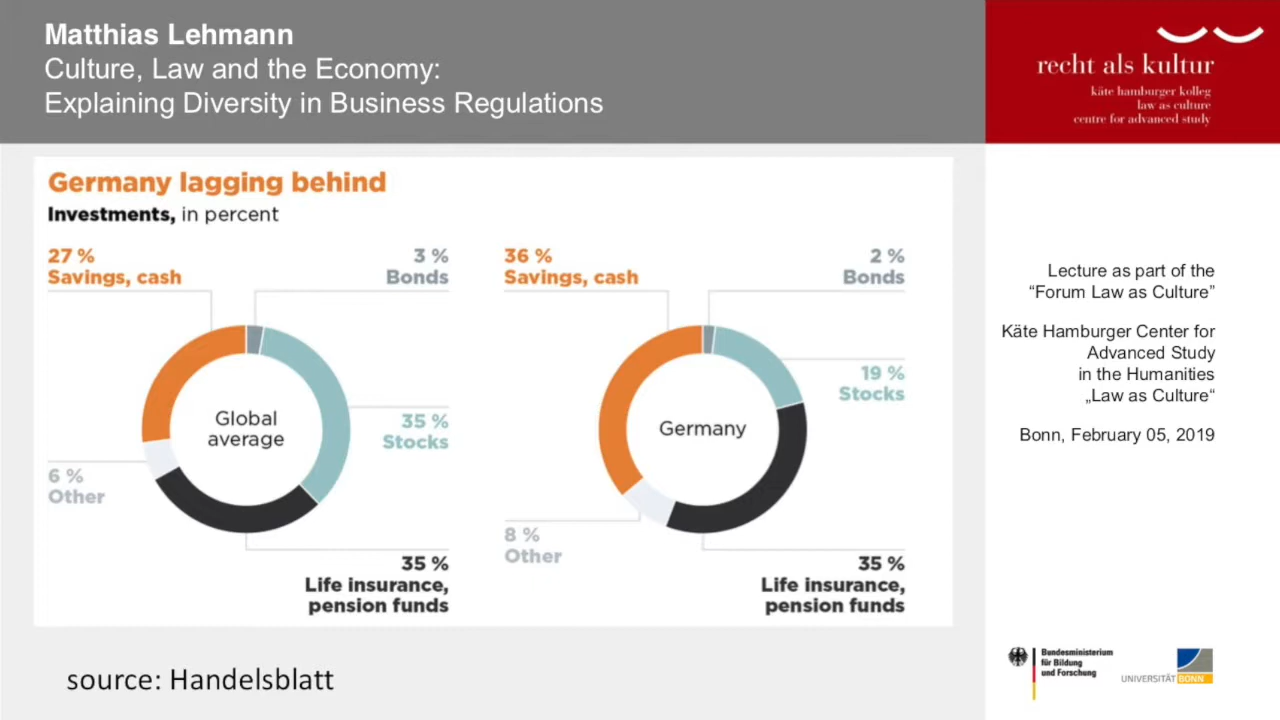 Matthias Lehmann
Culture, Law and the Economy:
Explaining Diversity in Business Regulations
recht als kultur
käte hamburger kolleg
law as culture
centre for advanced study
Germany lagging behind
Investments, in percent
27 %
Savings, cash
3 %
Bonds
35 %
Stocks
Global
average
6 %
Other
35 %
Life insurance,
pension funds
36 %
Savings, cash
2 %
Bonds
19 %
Stocks
Germany
8 %
Other
35 %
Life insurance,
pension funds
source: Handelsblatt
Lecture as part of the
“Forum Law as Culture”
Käte Hamburger Center for
Advanced Study
in the Humanities
„Law as Culture“
Bonn, February 05, 2019
Bundesministerium
für Bildung
und Forschung
UNIVERSITÄT BONN